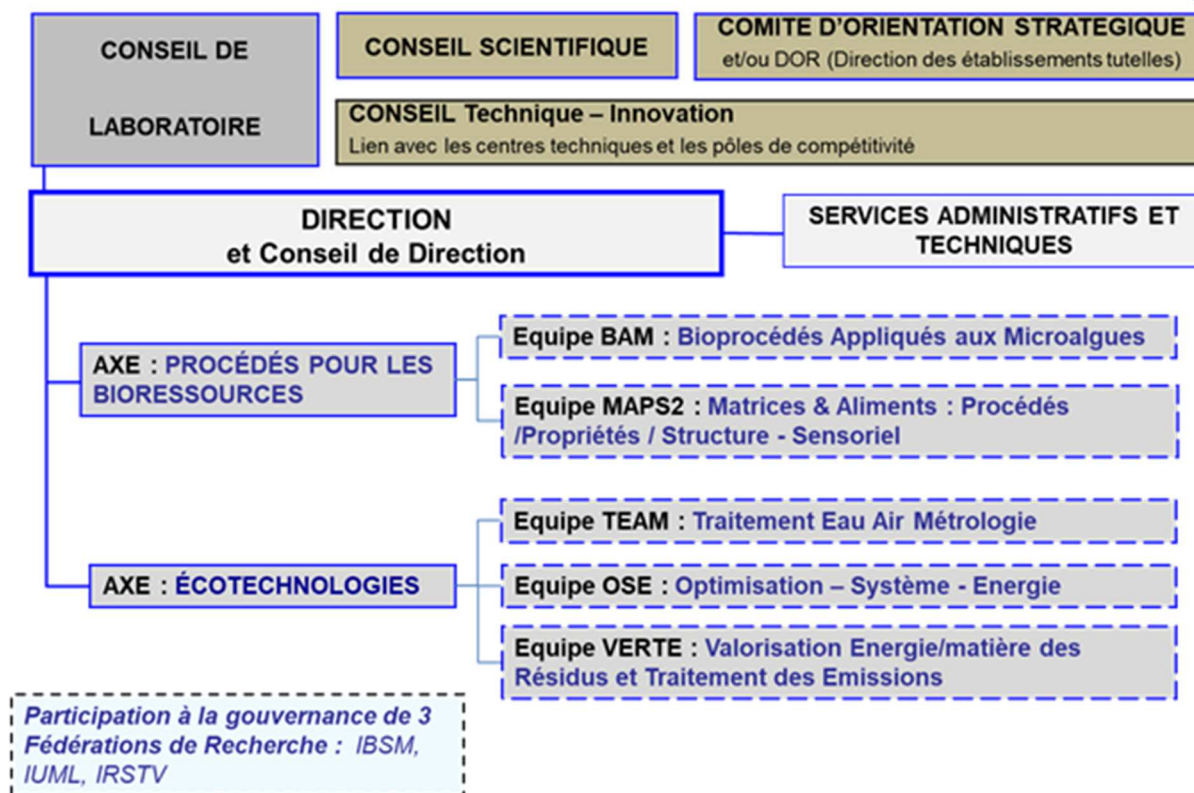 CONSEIL DE
LABORATOIRE
CONSEIL SCIENTIFIQUE
COMITE D'ORIENTATION STRATEGIQUE
et/ou DOR (Direction des établissements tutelles)
CONSEIL Technique – Innovation
Lien avec les centres techniques et les pôles de compétitivité
DIRECTION
et Conseil de Direction
SERVICES ADMINISTRATIFS ET
TECHNIQUES
AXE : PROCÉDÉS POUR LES
BIORESSOURCES
Equipe BAM : Bioprocédés Appliqués aux Microalgues
Equipe MAPS2 : Matrices & Aliments : Procédés
/Propriétés / Structure - Sensoriel
AXE : ÉCOTECHNOLOGIES
Equipe TEAM : Traitement Eau Air Métrologie
Equipe OSE : Optimisation – Système - Energie
Equipe VERTE : Valorisation Energie/matière des
Résidus et Traitement des Emissions
Participation à la gouvernance de 3
Fédérations de Recherche : IBSM,
IUML, IRSTV